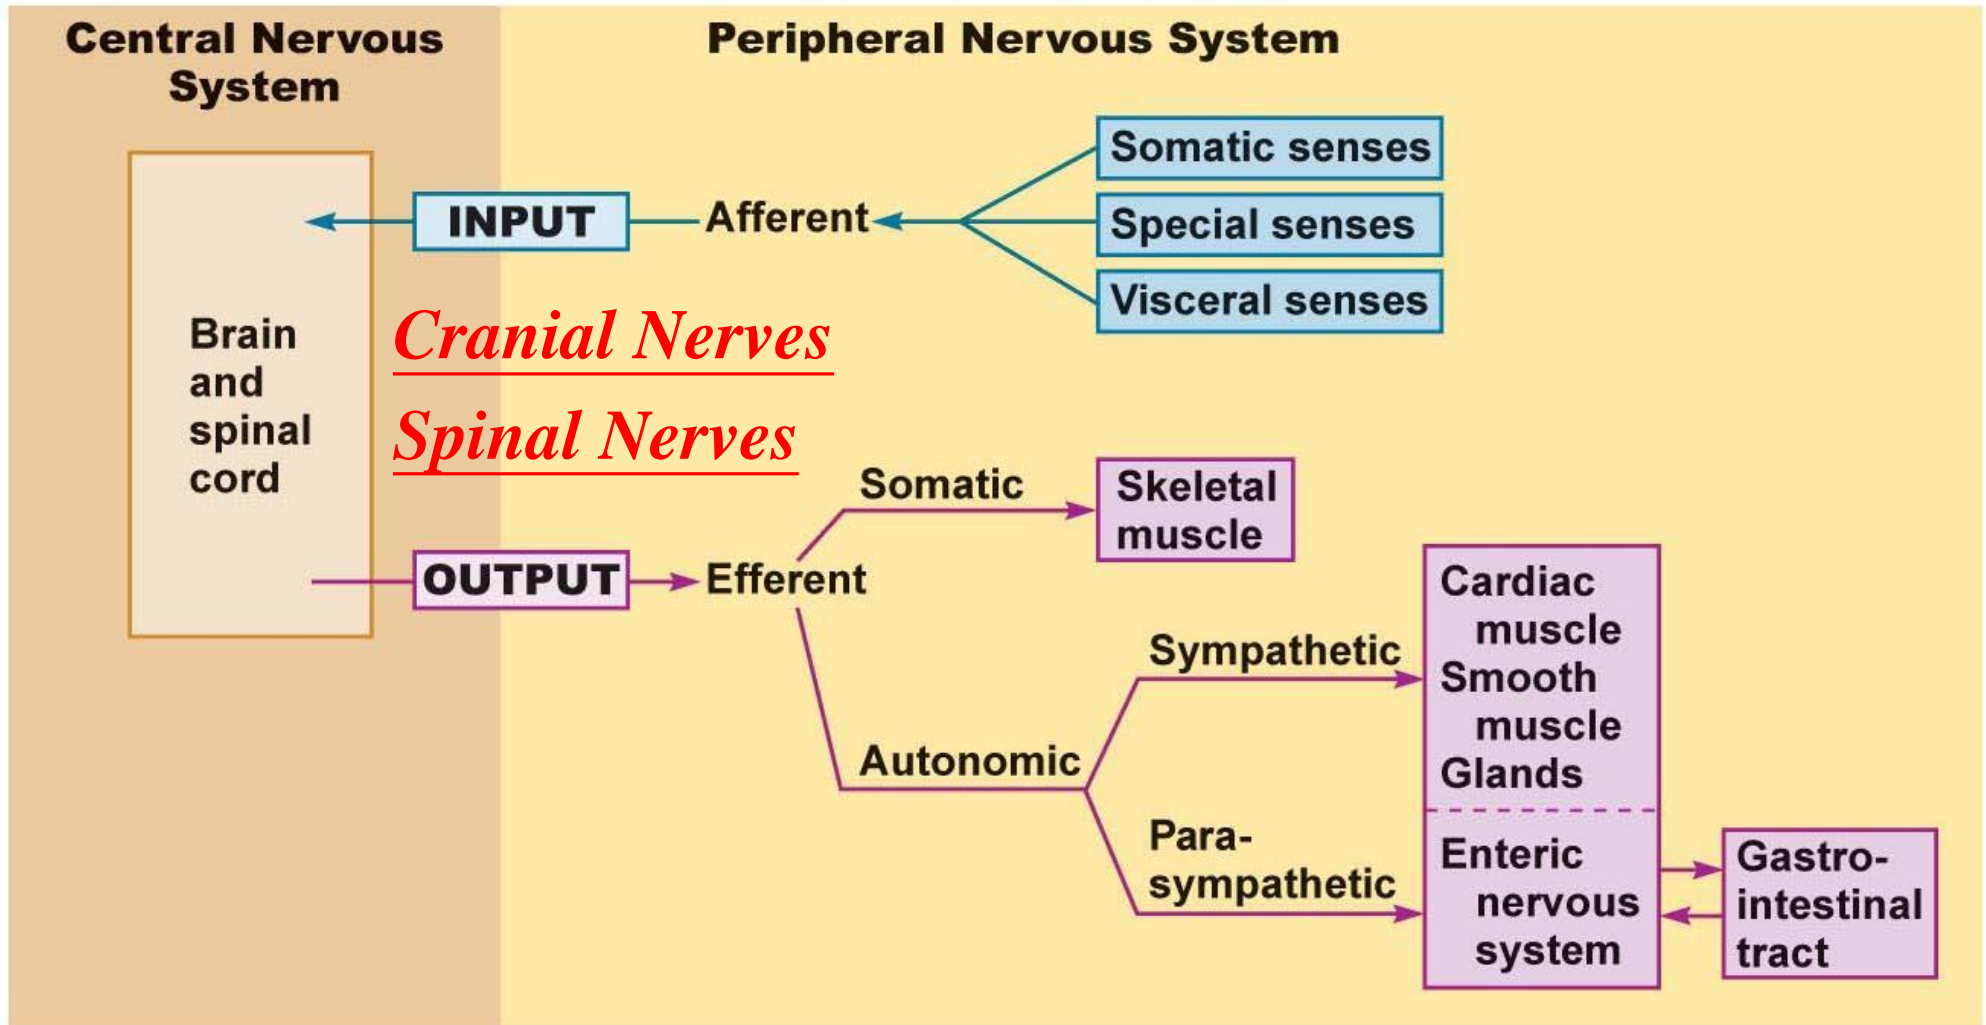 Central Nervous
System
Peripheral Nervous System
Somatic senses
INPUT
Afferent
Special senses
Visceral senses
Brain
and
spinal
cord
Cranial Nerves
Spinal Nerves
Somatic
Skeletal
muscle
OUTPUT
Efferent
Sympathetic
Autonomic
Para-
sympathetic
Cardiac
muscle
Smooth
muscle
Glands
Enteric
nervous
system
Gastro-
intestinal
tract